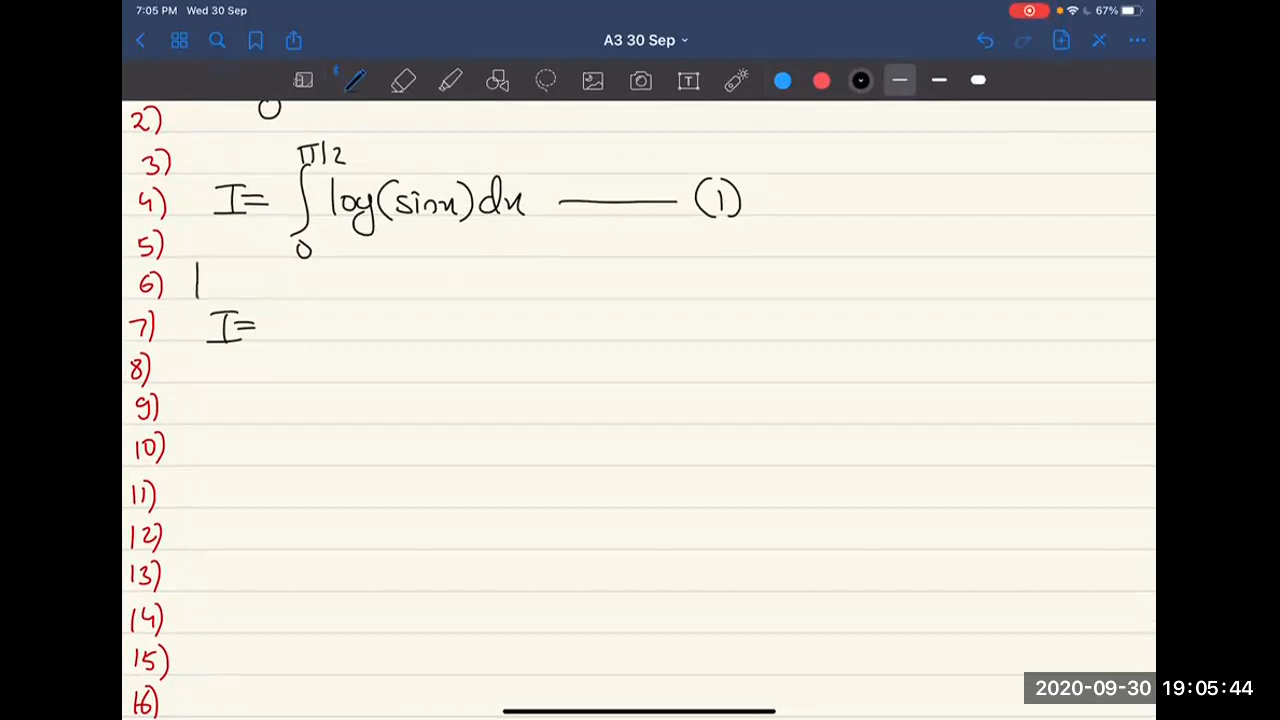 7:05 PM Wed 30 Sep
67%
A3 30 Sep
2) 0
3) π/2
4) I= ∫ log(sinx)dx ——— (1)
5) 0
6) |
7) I=
8)
9)
10)
11)
12)
13)
14)
15)
16)
2020-09-30 19:05:44